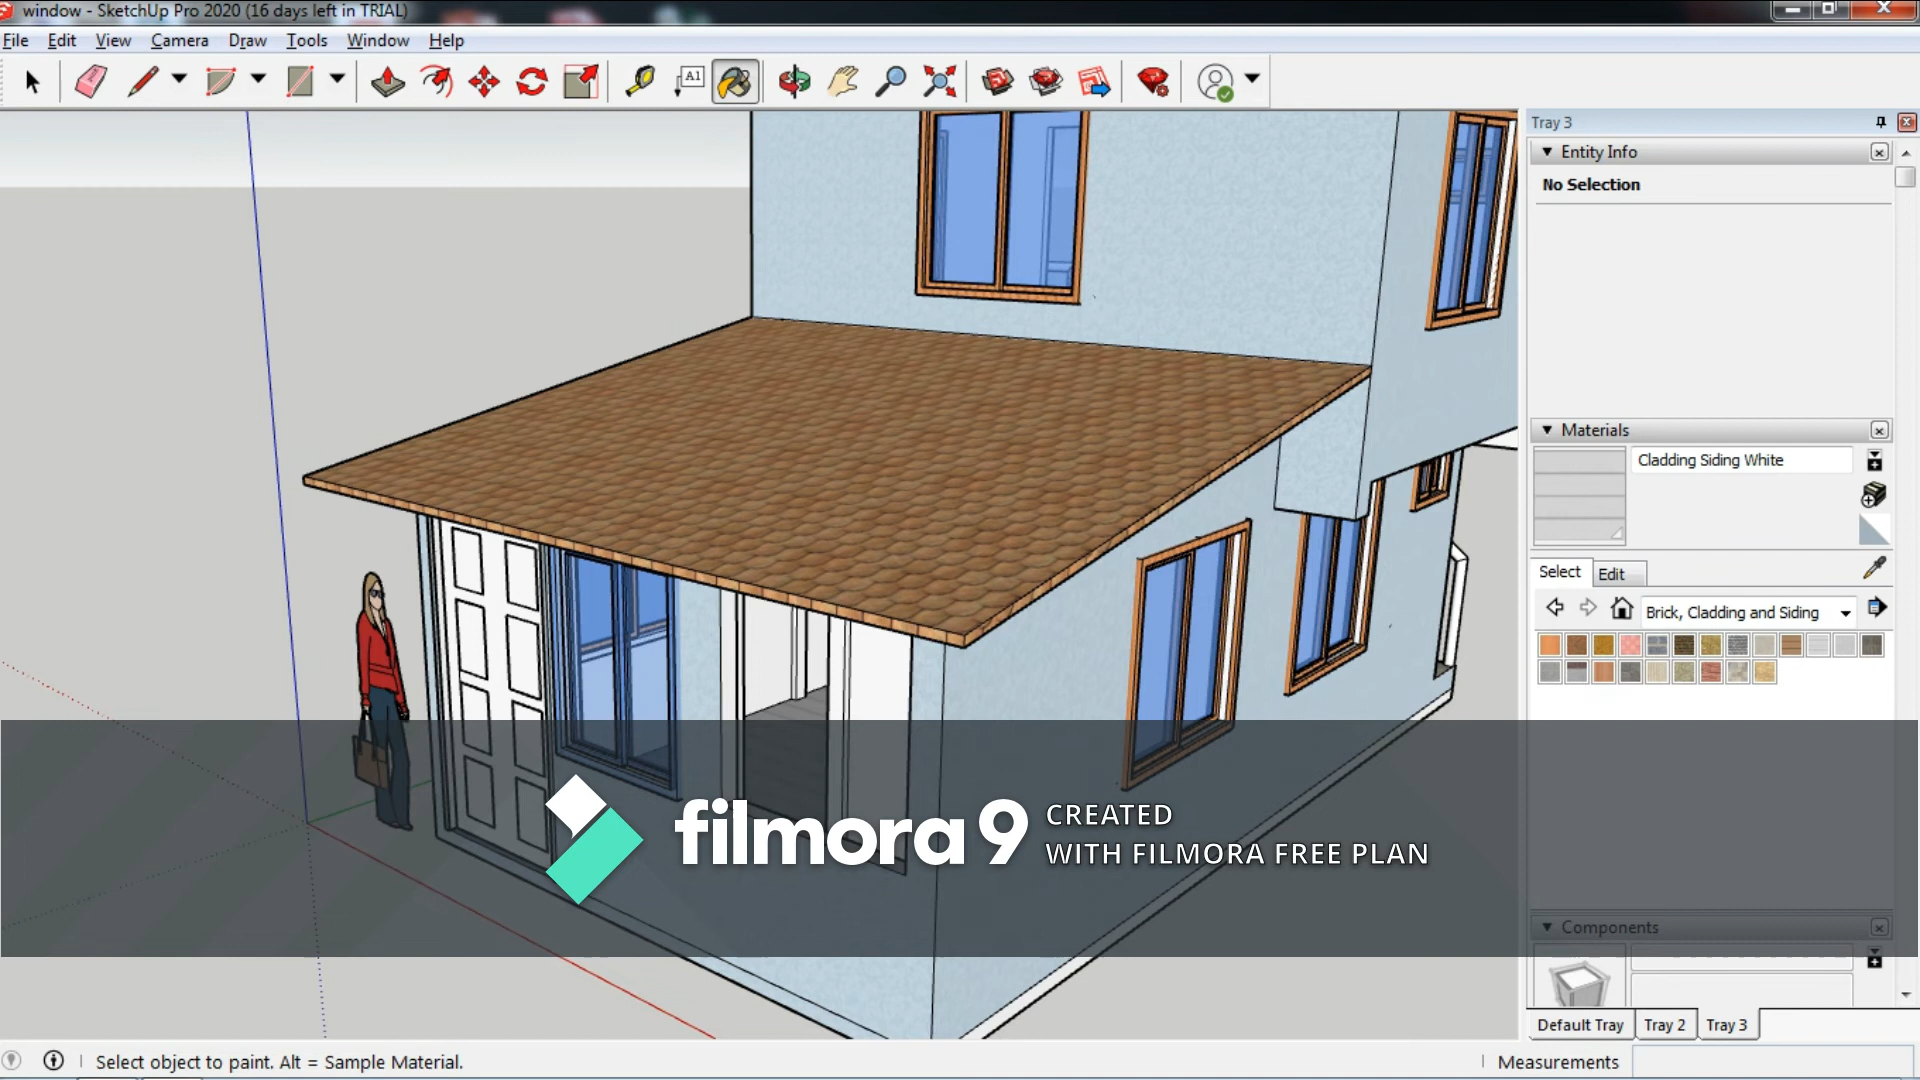 window - SketchUp Pro 2020 (16 days left in TRIAL)
File Edit View Camera Draw Tools Window Help
A1
Tray 3
Entity Info
No Selection
Materials
Cladding Siding White
Select Edit
Brick, Cladding and Siding
filmora9 CREATED
WITH FILMORA FREE PLAN
Components
Default Tray Tray 2 Tray 3
Select object to paint. Alt = Sample Material.
Measurements